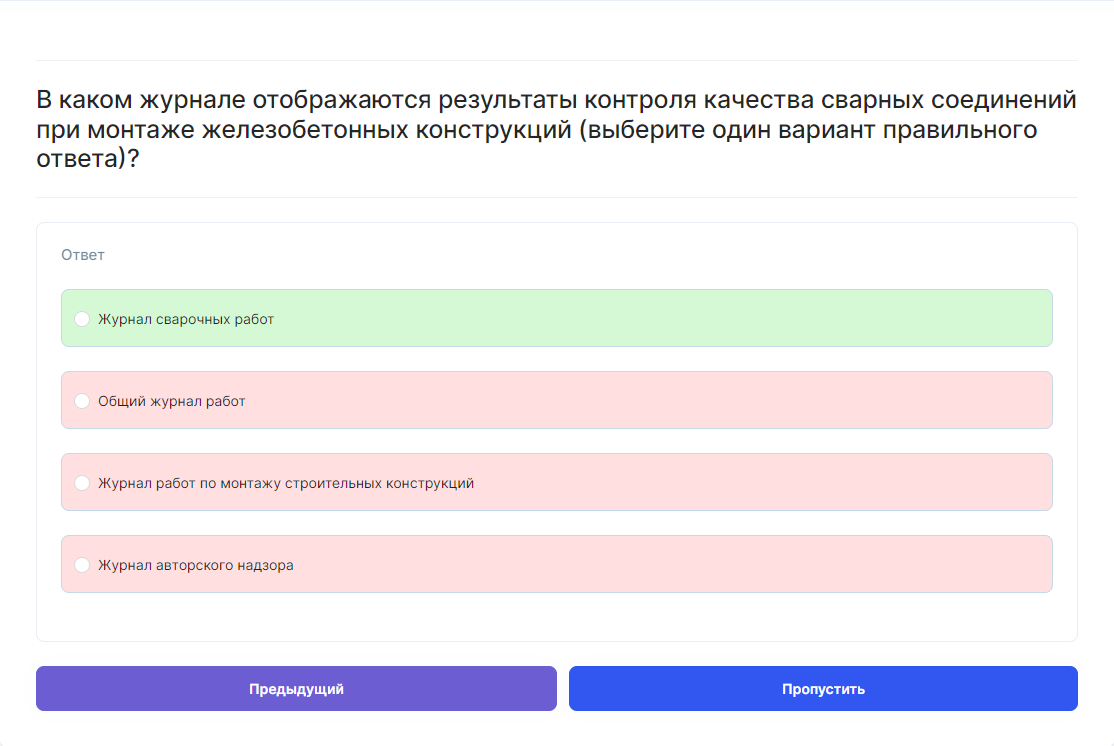 В каком журнале отображаются результаты контроля качества сварных соединений
при монтаже железобетонных конструкций (выберите один вариант правильного
ответа)?
Ответ
Журнал сварочных работ
Общий журнал работ
Журнал работ по монтажу строительных конструкций
Журнал авторского надзора
Предыдущий
Пропустить